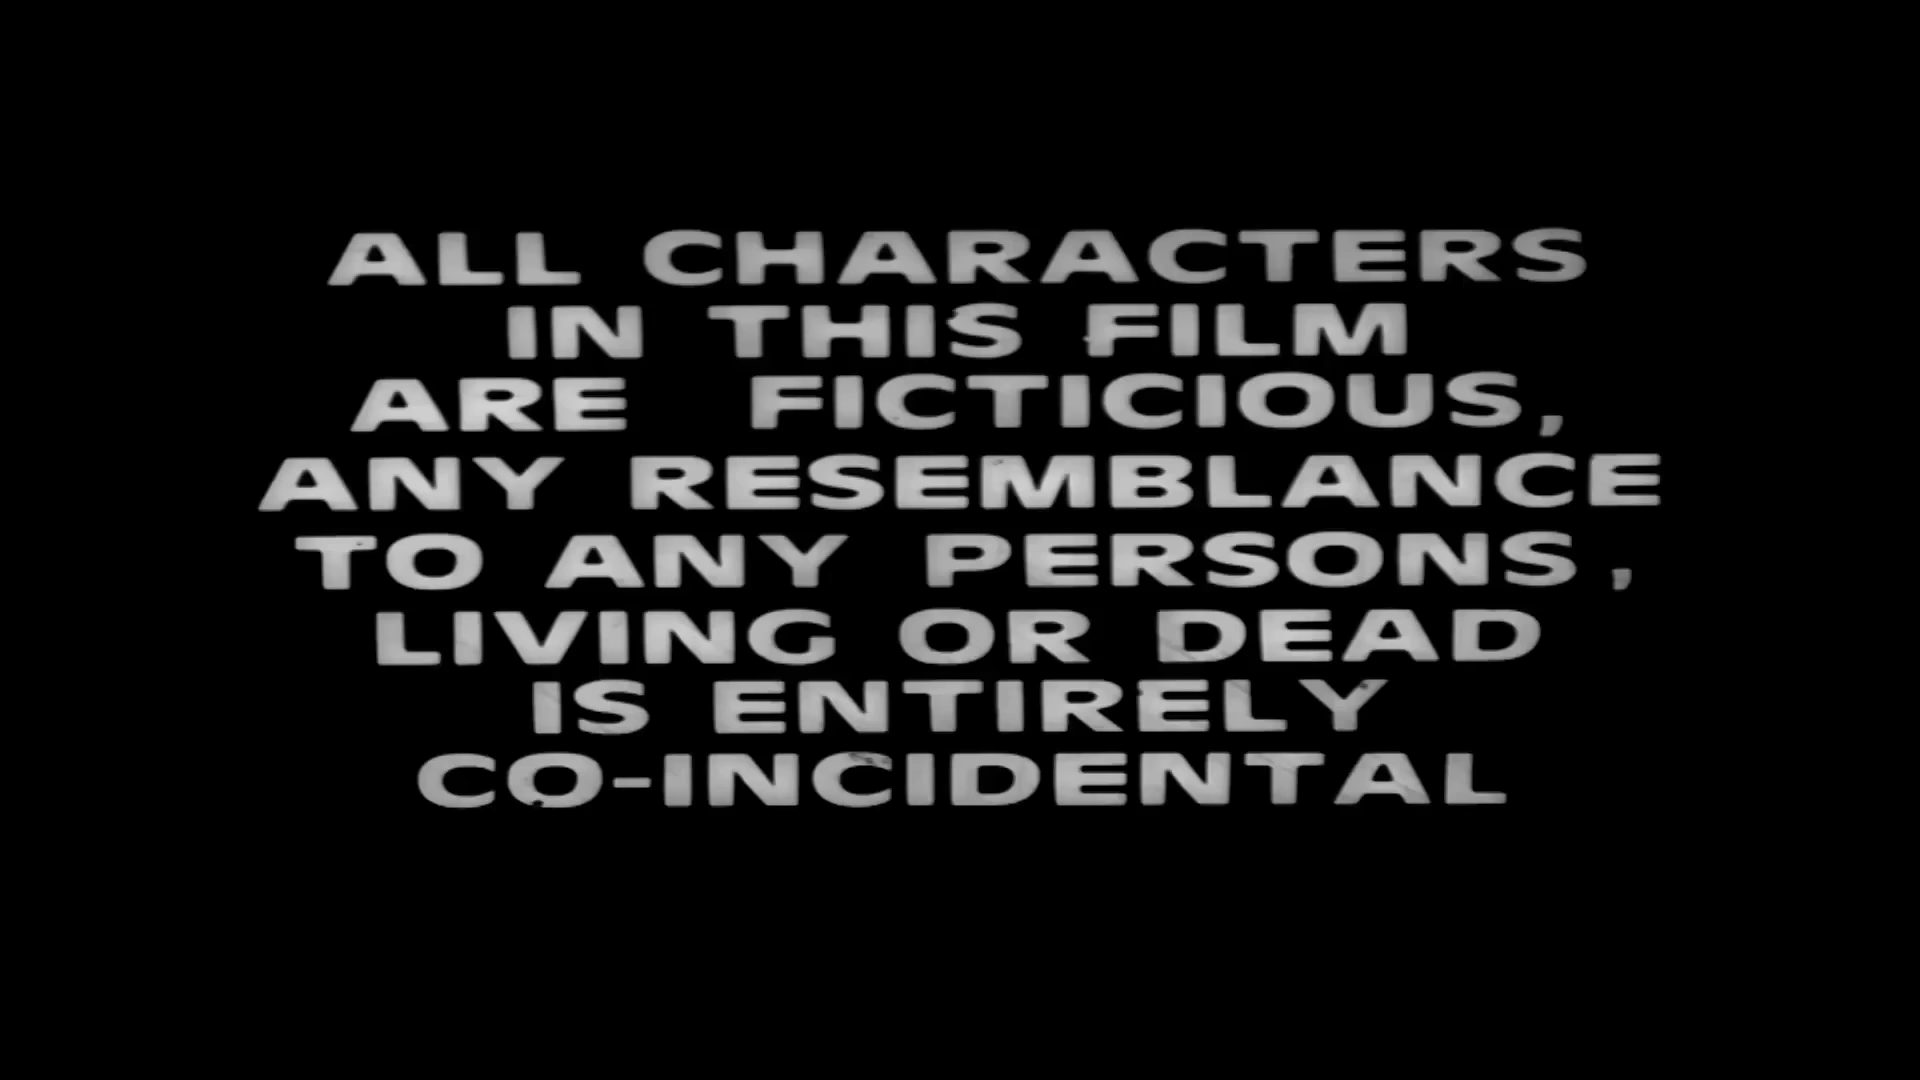 ALL CHARACTERS
IN THIS FILM
ARE FICTICIOUS,
ANY RESEMBLANCE
TO ANY PERSONS,
LIVING OR DEAD
IS ENTIRELY
CO-INCIDENTAL